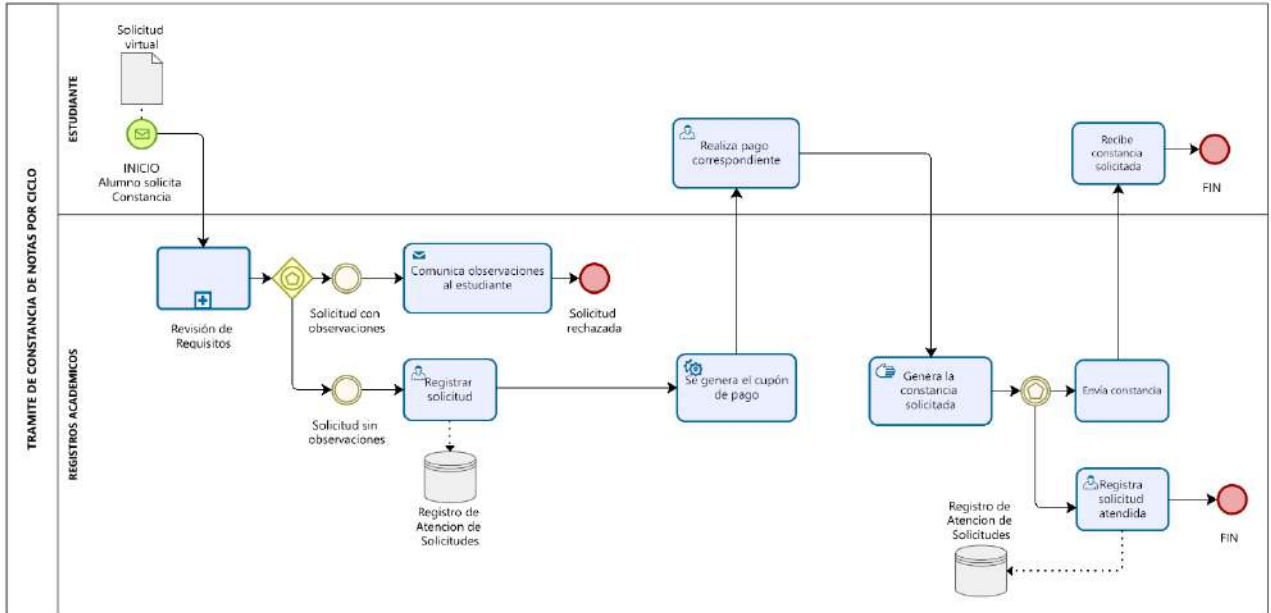 TRAMITE DE CONSTANCIA DE NOTAS POR CICLO
ESTUDIANTE
Solicitud
virtual
INICIO
Alumno solicita
Constancia
Realiza pago
correspondiente
Recibe
constancia
solicitada
FIN
REGISTROS ACADEMICOS
Revisión de
Requisitos
Solicitud con
observaciones
Comunica observaciones
al estudiante
Solicitud
rechazada
Solicitud sin
observaciones
Registrar
solicitud
Registro de
Atencion de
Solicitudes
Se genera el cupón
de pago
Genera la
constancia
solicitada
Envía constancia
Registra
solicitud
atendida
FIN
Registro de
Atencion de
Solicitudes